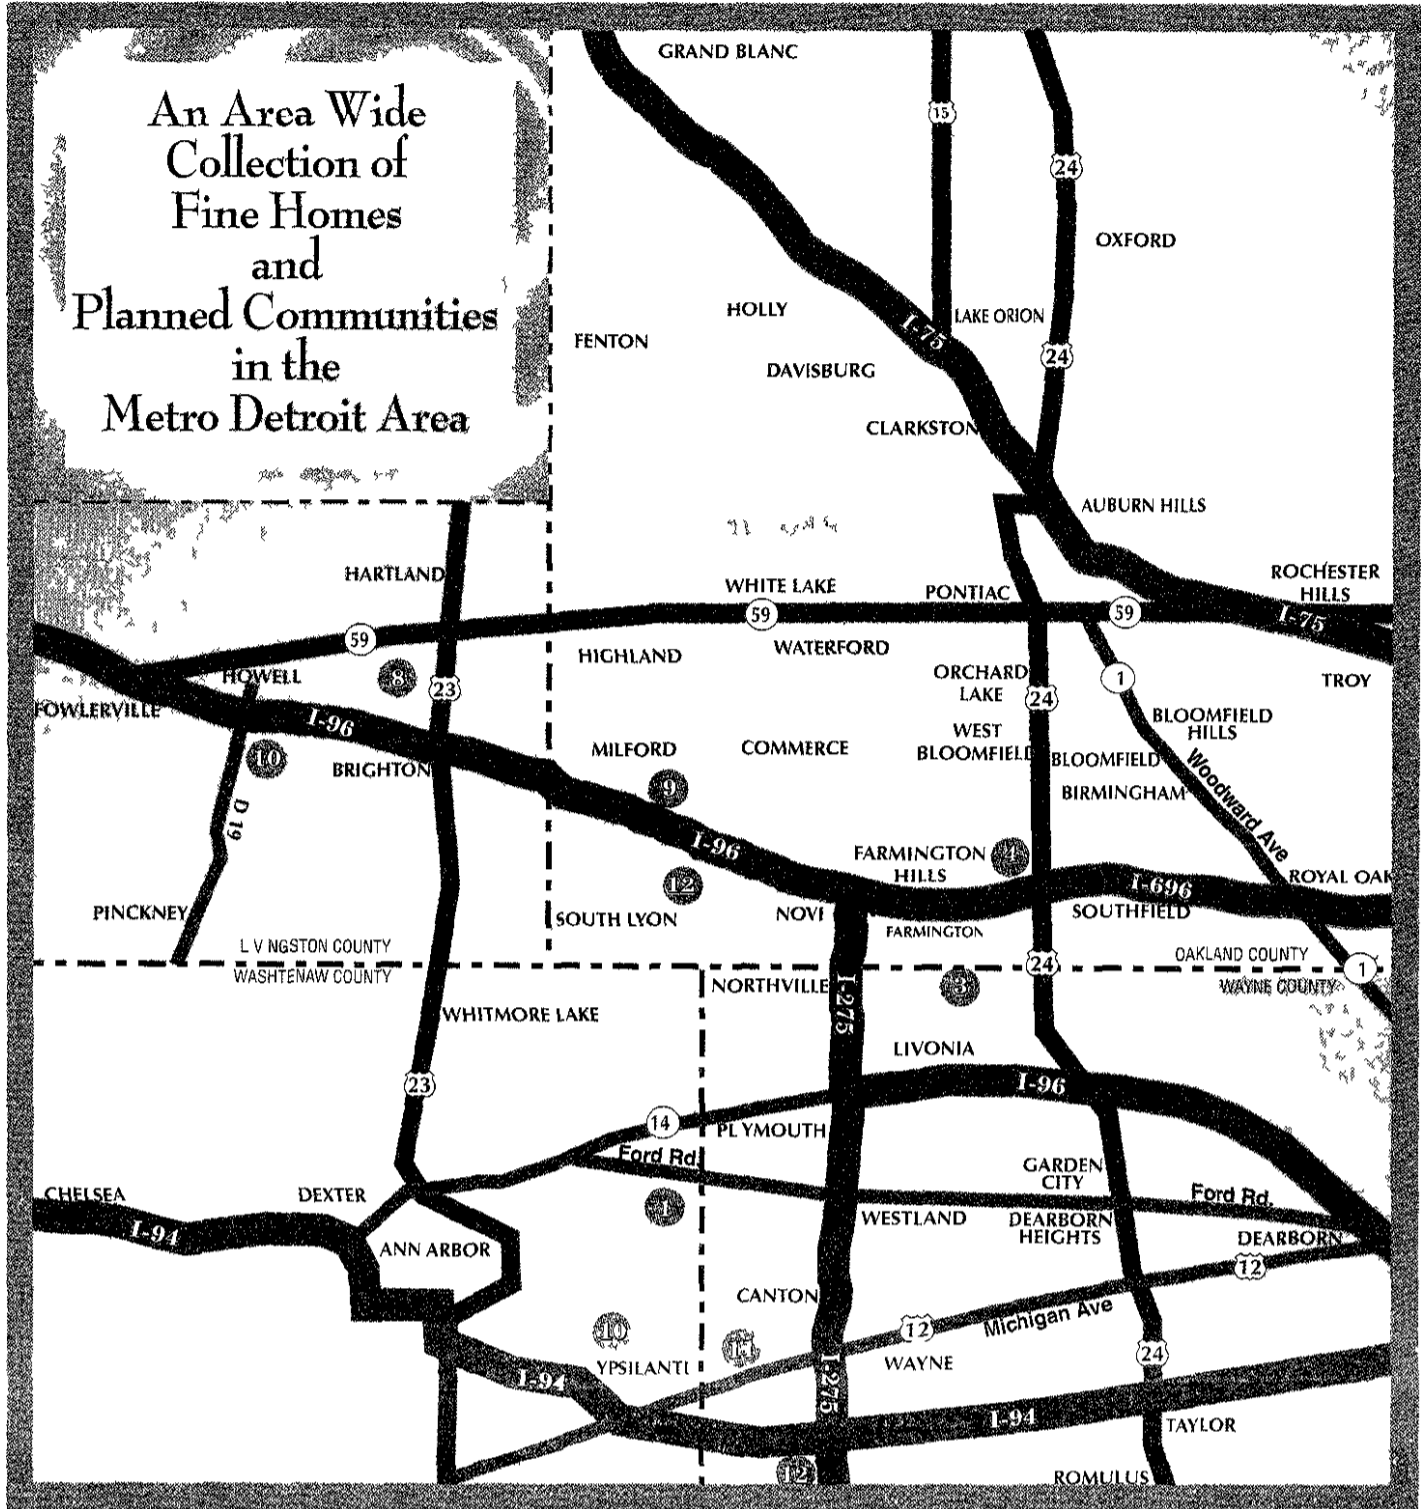 An Area Wide
Collection of
Fine Homes
and
Planned Communities
in the
Metro Detroit Area
GRAND BLANC
15
24
OXFORD
HOLLY
LAKE ORION
I-75
FENTON
24
DAVISBURG
CLARKSTON
AUBURN HILLS
HARTLAND
ROCHESTER
HILLS
WHITE LAKE
PONTIAC
59
59
59
I-75
HIGHLAND
WATERFORD
HOWELL
8
23
ORCHARD
LAKE
24
1
TROY
FOWLERVILLE
I-96
BLOOMFIELD
HILLS
WEST
BLOOMFIELD
MILFORD
COMMERCE
10
BRIGHTON
BLOOMFIELD
BIRMINGHAM
Woodward Ave
9
D 19
I-96
FARMINGTON
HILLS
4
12
I-696
ROYAL OAK
PINCKNEY
SOUTH LYON
NOVI
SOUTHFIELD
FARMINGTON
L V NGSTON COUNTY
OAKLAND COUNTY
WASHTENAW COUNTY
24
1
NORTHVILLE
I-275
3
WAYNE COUNTY
WHITMORE LAKE
LIVONIA
23
I-96
14
PLYMOUTH
Ford Rd.
GARDEN
CITY
CHELSEA
DEXTER
Ford Rd.
1
WESTLAND
DEARBORN
HEIGHTS
I-94
DEARBORN
ANN ARBOR
12
CANTON
Michigan Ave
10
12
YPSILANTI
WAYNE
24
I-94
I-275
I-94
TAYLOR
12
ROMULUS